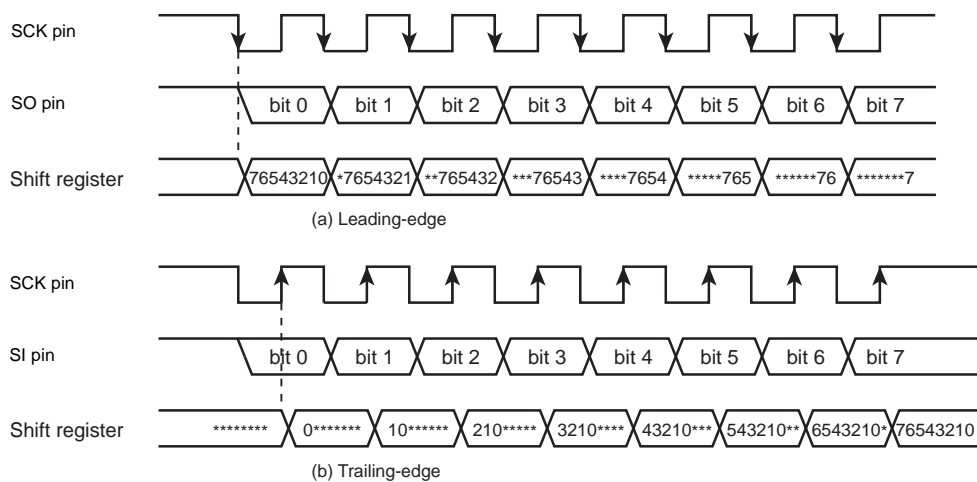 SCK pin
SO pin bit 0 bit 1 bit 2 bit 3 bit 4 bit 5 bit 6 bit 7
Shift register 76543210 *7654321 **765432 ***76543 ****7654 *****765 ******76 *******7
(a) Leading-edge
SCK pin
SI pin bit 0 bit 1 bit 2 bit 3 bit 4 bit 5 bit 6 bit 7
Shift register ******** 0******* 10****** 210***** 3210**** 43210*** 543210** 6543210* 76543210
(b) Trailing-edge